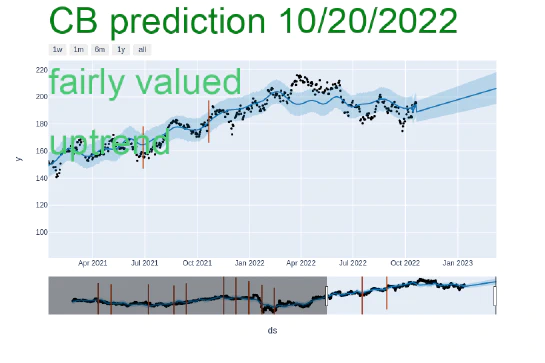 CB prediction 10/20/2022
1w 1m 6m 1y all
220
fairly valued
200
180
uptrend
160
140
120
100
y
Apr 2021 Jul 2021 Oct 2021 Jan 2022 Apr 2022 Jul 2022 Oct 2022 Jan 2023
ds